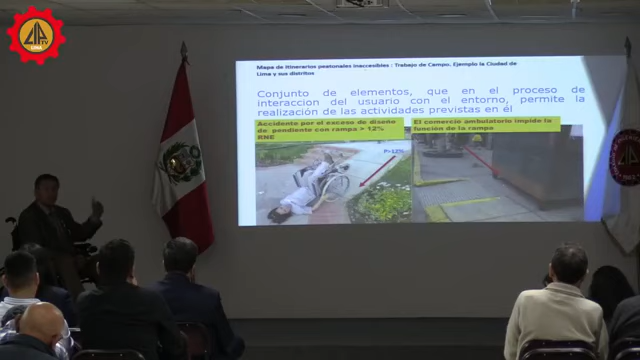 CIP TV
LIMA
Mapa de itinerarios peatonales inaccesibles : Trabajo de Campo. Ejemplo la Ciudad de
Lima y sus distritos
Conjunto de elementos, que en el proceso de
interaccion del usuario con el entorno, permite la
realización de las actividades previstas en él
Accidente por el exceso de diseño
de pendiente con rampa > 12%
RNE
El comercio ambulatorio impide la
función de la rampa
P>12%